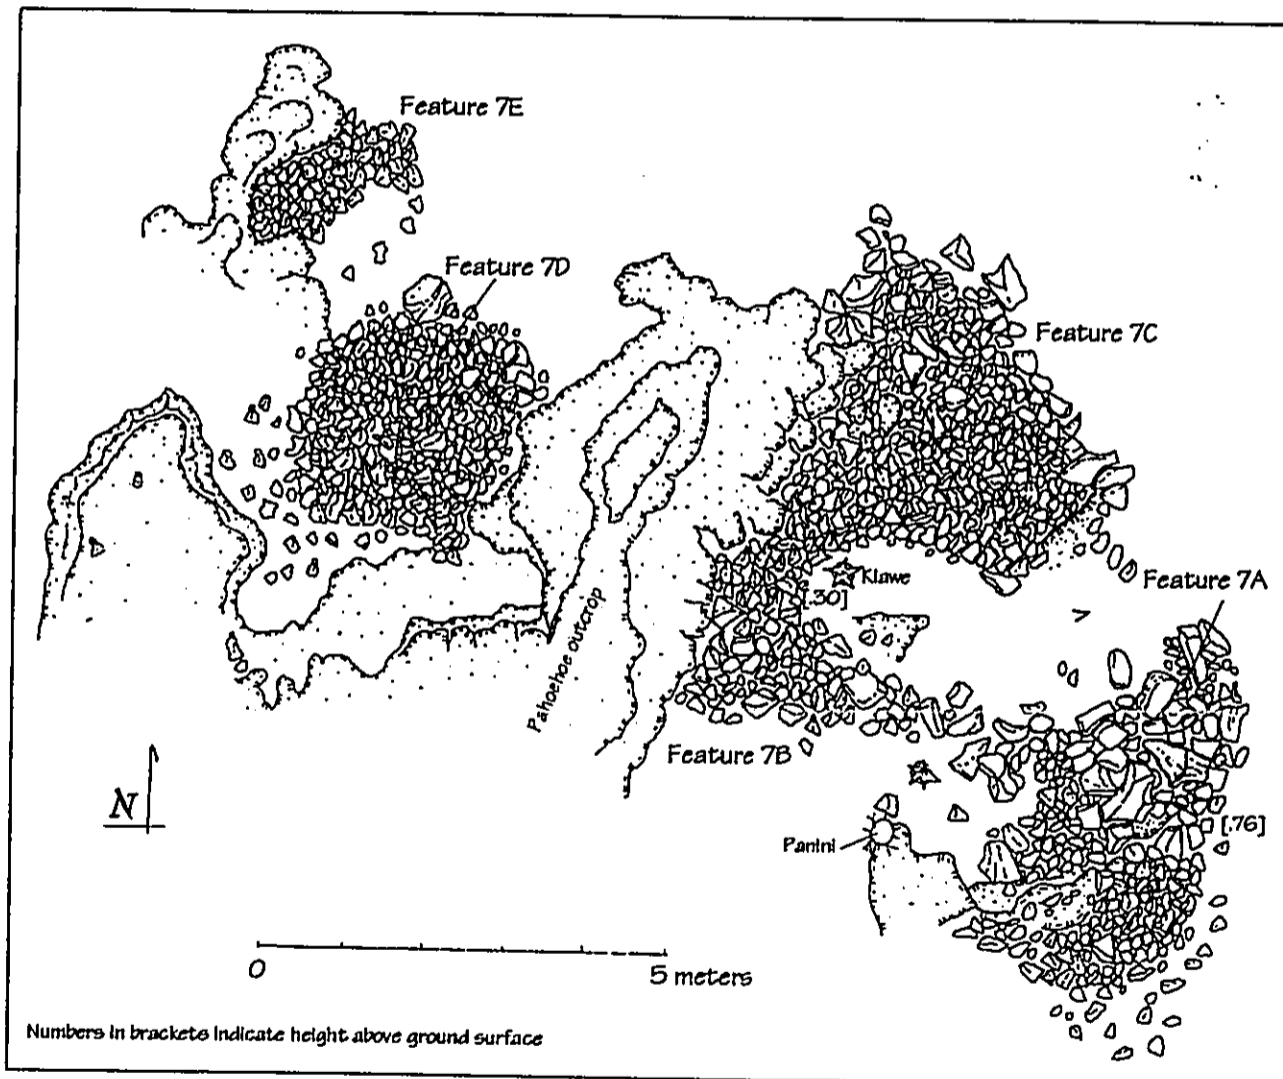 Feature 7E
Feature 7D
Feature 7C
Kiawe
[.30]
Feature 7A
Pahoehoe outcrop
Feature 7B
N
[.76]
Panini
0
5 meters
Numbers in brackets indicate height above ground surface